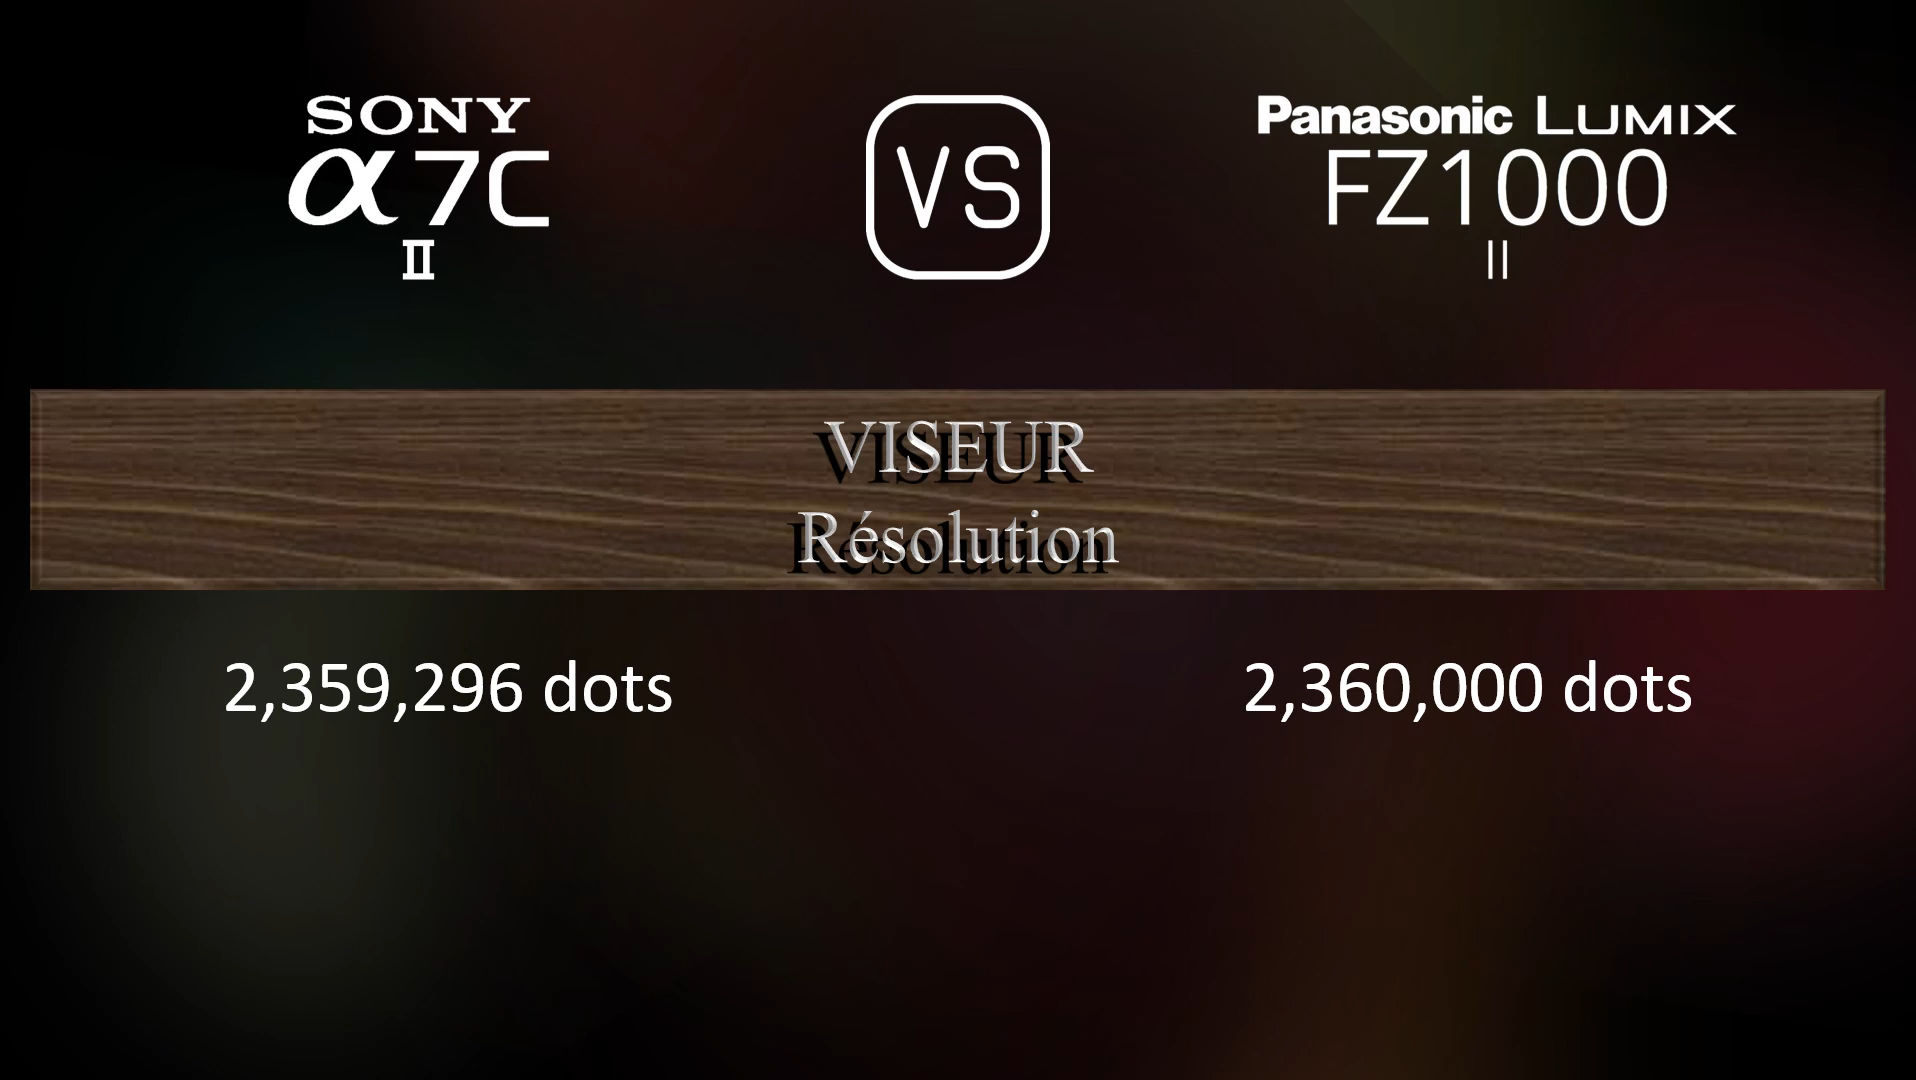 SONY
α7C
II
VS
Panasonic LUMIX
FZ1000
II
VISEUR
Résolution
2,359,296 dots
2,360,000 dots